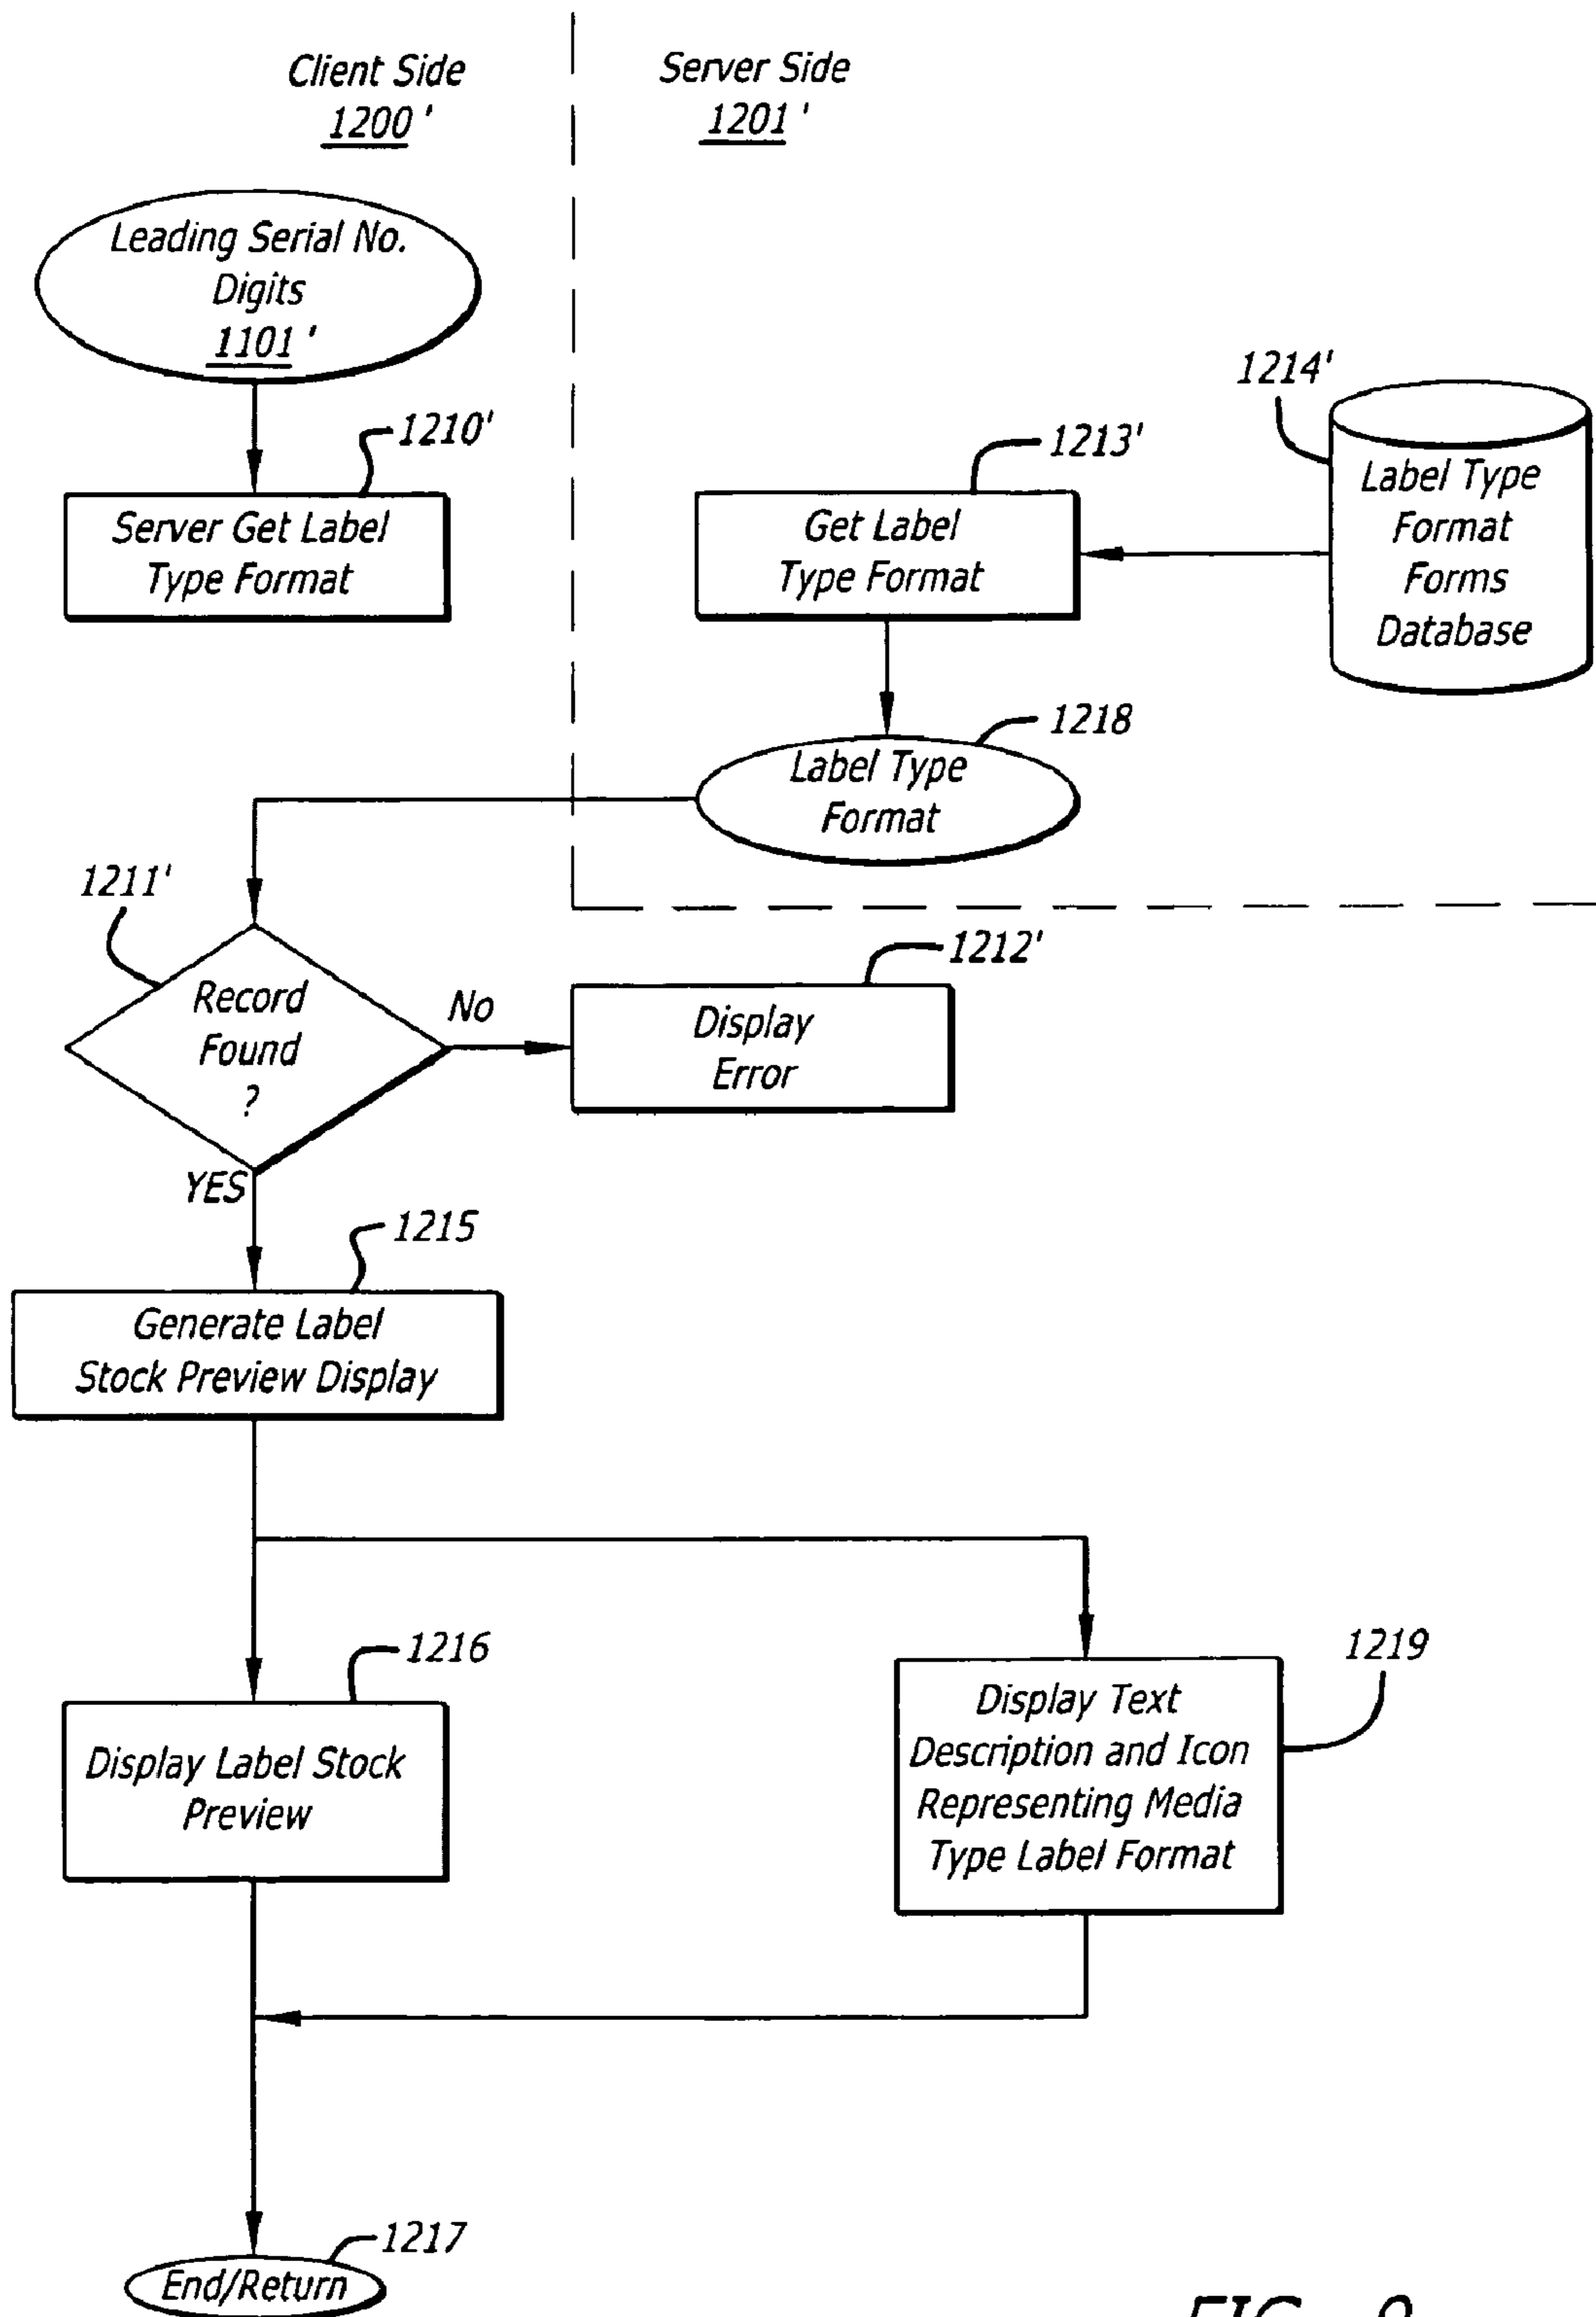 Client Side
1200'
Server Side
1201'
Leading Serial No.
Digits
1101'
1210'
Server Get Label
Type Format
1213'
Get Label
Type Format
1214'
Label Type
Format
Forms
Database
1218
Label Type
Format
1211'
Record
Found
?
No
YES
1212'
Display
Error
1215
Generate Label
Stock Preview Display
1216
Display Label Stock
Preview
1219
Display Text
Description and Icon
Representing Media
Type Label Format
1217
End/Return